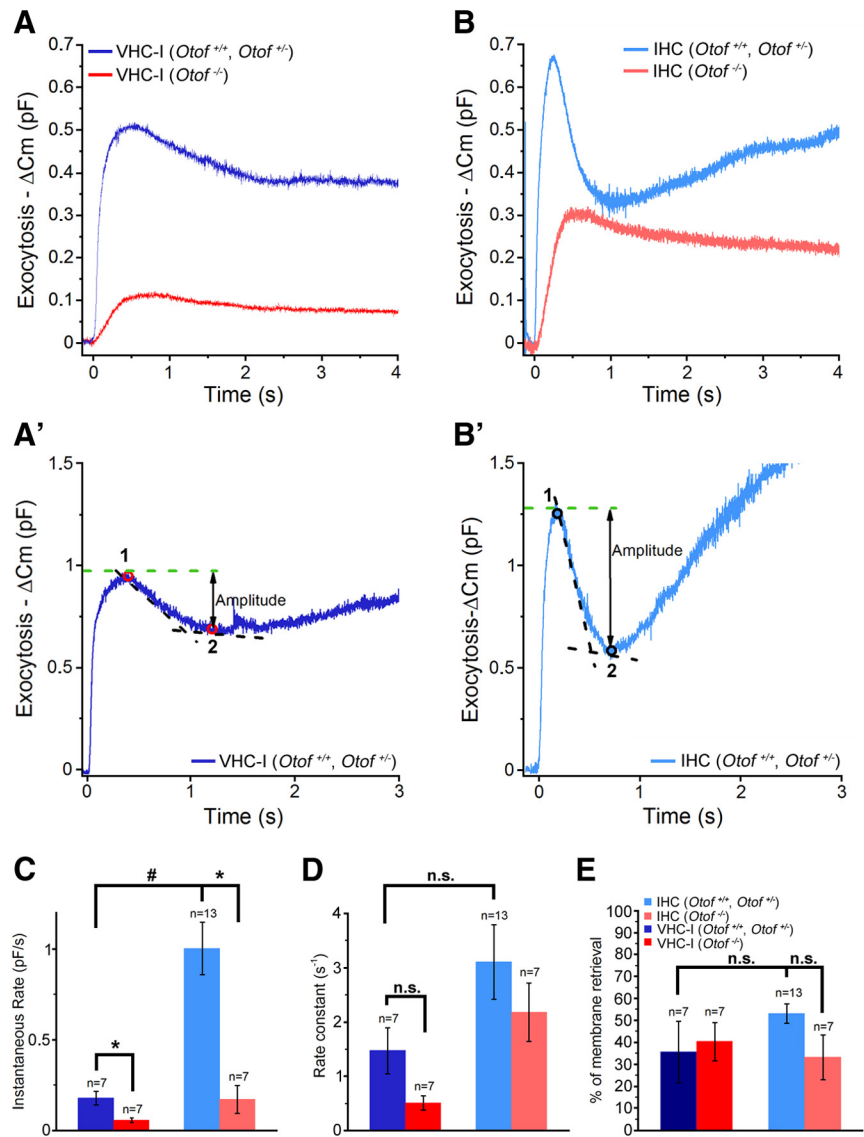 A
VHC-I (Otof +/+, Otof +/-)
VHC-I (Otof -/-)
Exocytosis - ΔCm (pF)
0.7
0.6
0.5
0.4
0.3
0.2
0.1
0
0 1 2 3 4
Time (s)
B
IHC (Otof +/+, Otof +/-)
IHC (Otof -/-)
Exocytosis - ΔCm (pF)
0.7
0.6
0.5
0.4
0.3
0.2
0.1
0
0 1 2 3 4
Time (s)
A'
Exocytosis - ΔCm (pF)
1.5
1
0.5
0
1
Amplitude
2
VHC-I (Otof +/+, Otof +/-)
0 1 2 3
Time (s)
B'
Exocytosis-ΔCm (pF)
1.5
1
0.5
0
1
Amplitude
2
IHC (Otof +/+, Otof +/-)
0 1 2 3
Time (s)
C
Instantaneous Rate (pF/s)
1
0.5
0
# *
n=13
*
n=7
n=7
n=7
D
Rate constant (s-1)
4
3
2
1
0
n.s.
n=13
n.s.
n=7
n=7
n=7
E
IHC (Otof +/+, Otof +/-)
IHC (Otof -/-)
VHC-I (Otof +/+, Otof +/-)
VHC-I (Otof -/-)
% of membrane retrieval
100
90
80
70
60
50
40
30
20
10
0
n.s. n.s.
n=13
n=7 n=7
n=7